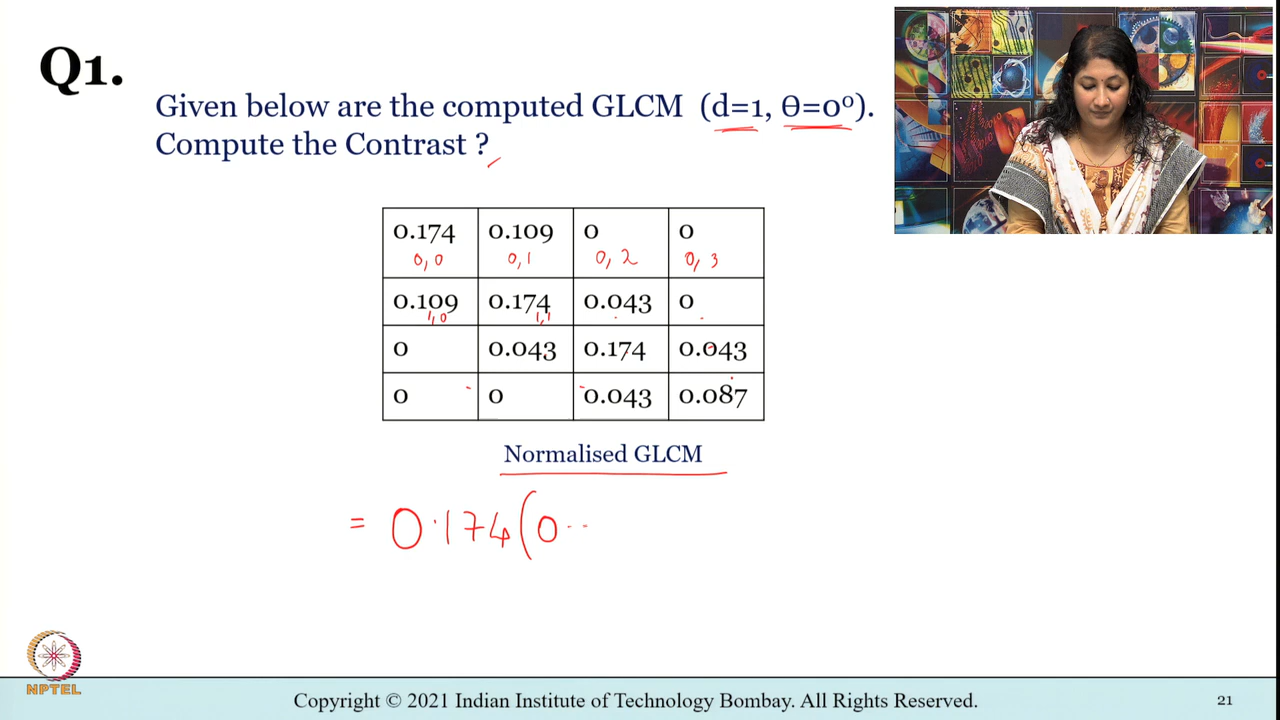 Q1.
Given below are the computed GLCM (d=1, Θ=0⁰).
Compute the Contrast ?
0.174 0.109 0 0
0,0 0,1 0,2 0,3
0.109 0.174 0.043 0
1,0 1,1
0 0.043 0.174 0.043
0 0 0.043 0.087
Normalised GLCM
= 0.174(0--
NPTEL
Copyright © 2021 Indian Institute of Technology Bombay. All Rights Reserved.
21